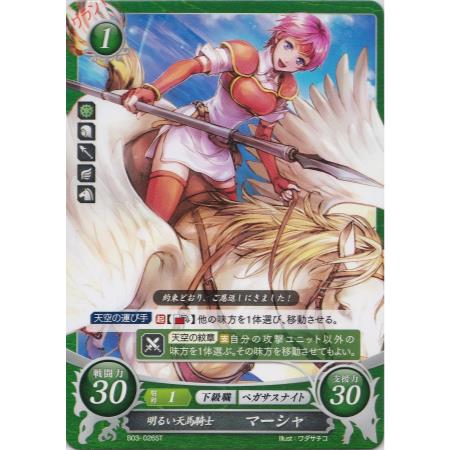 1
約束どおり、ご恩返しにきました!
天空の運び手 起 他の味方を1体選び、移動させる。
天空の紋章 攻 自分の攻撃ユニット以外の
味方を1体選ぶ。その味方を移動させてもよい。
戦闘力
30
射程 1
下級職 ペガサスナイト
支援力
30
明るい天馬騎士 マーシャ
B03-026ST
Illust:ワダサチコ